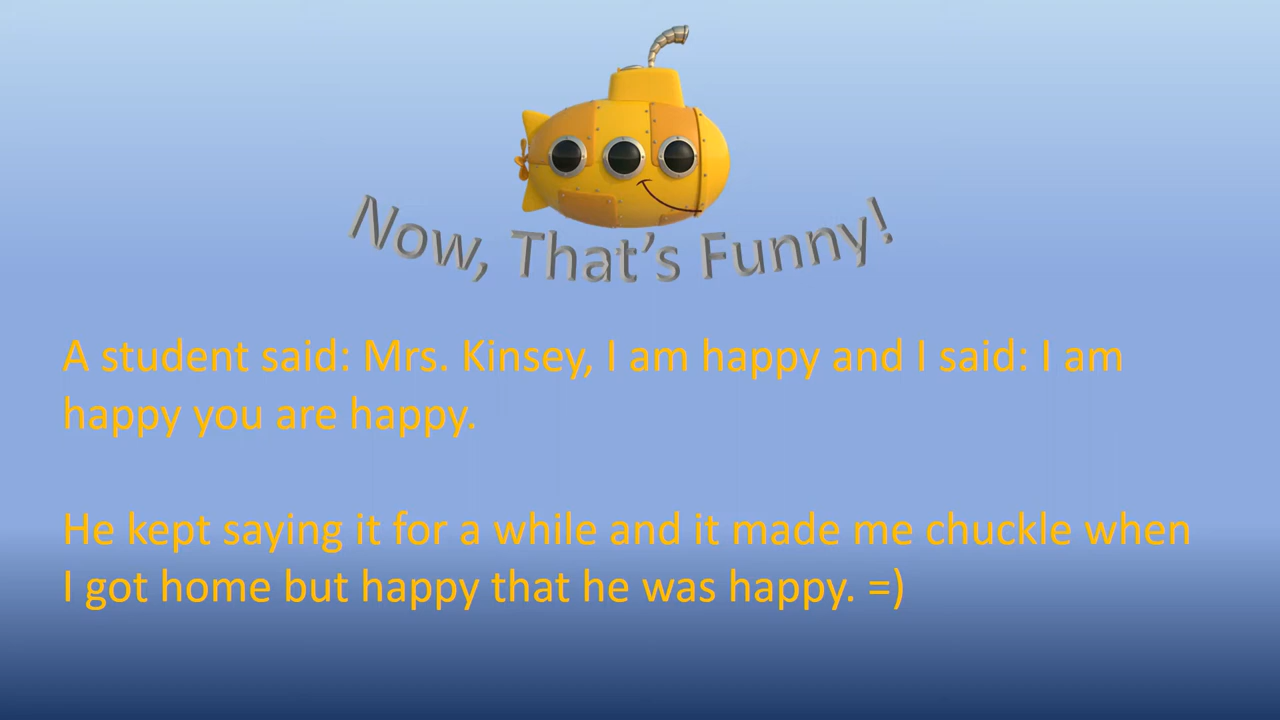 Now, That's Funny!
A student said: Mrs. Kinsey, I am happy and I said: I am
happy you are happy.
He kept saying it for a while and it made me chuckle when
I got home but happy that he was happy. =)